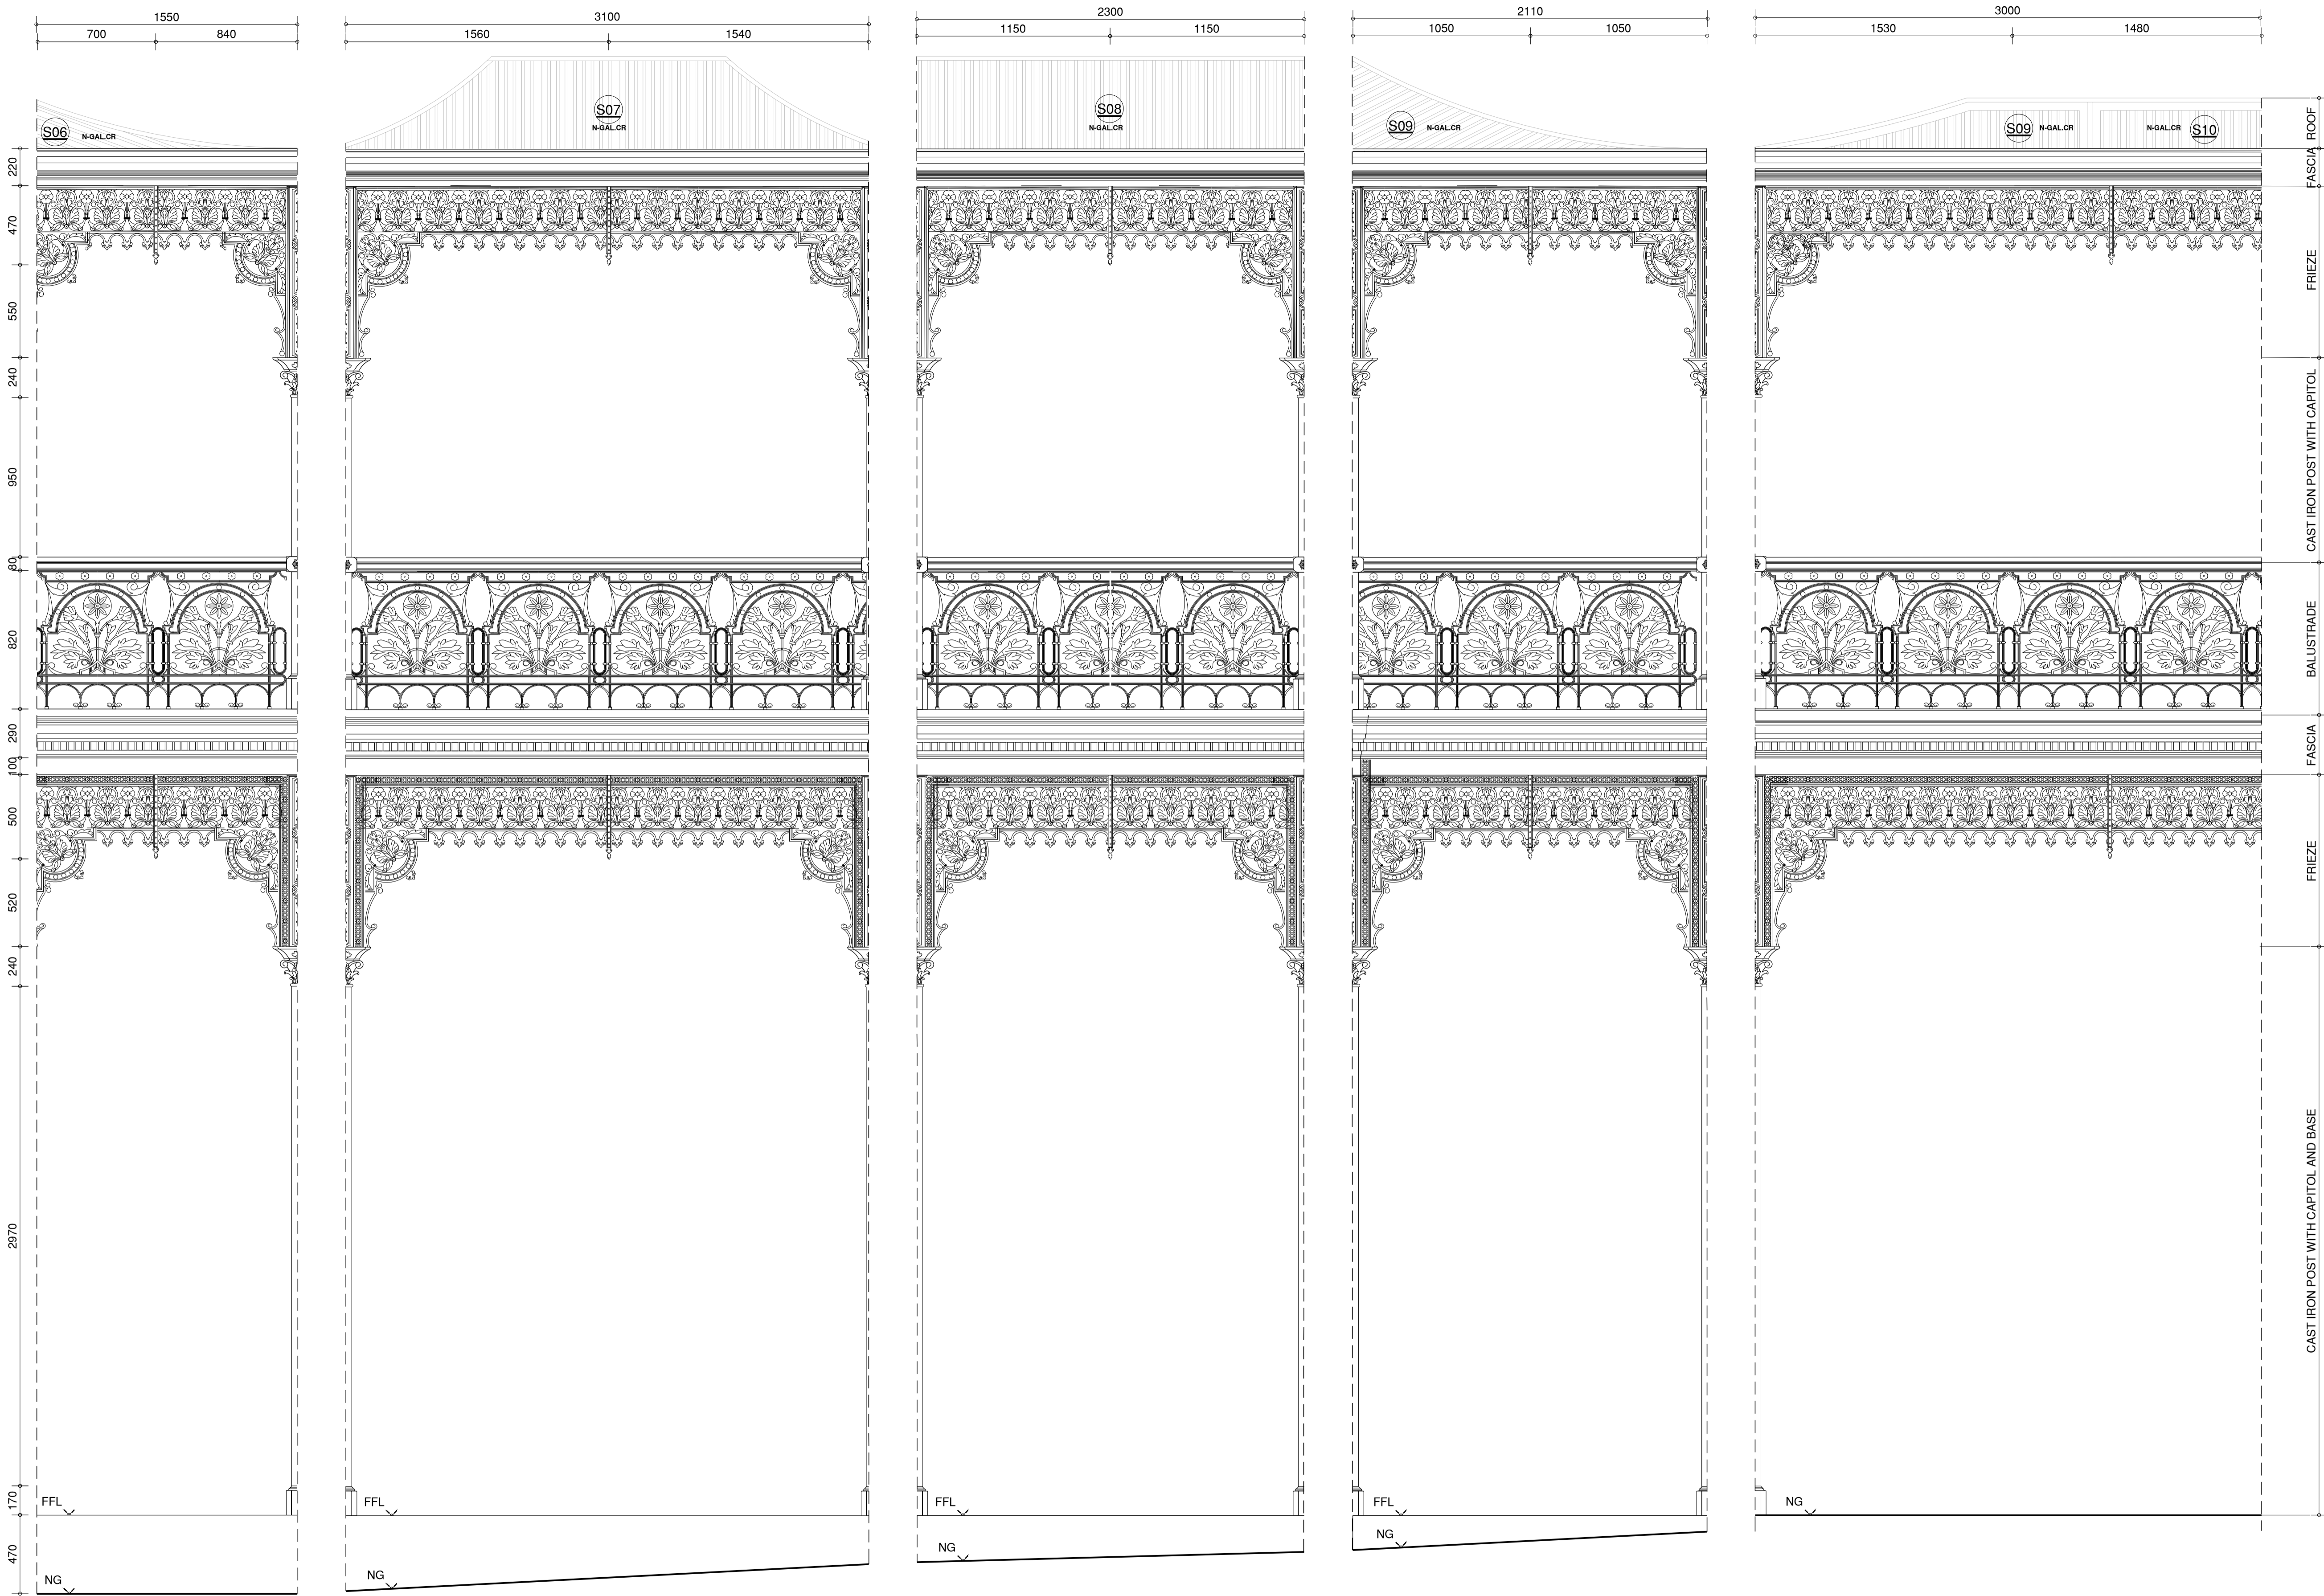 1550
700
840
3100
1560
1540
2300
1150
1150
2110
1050
1050
3000
1530
1480
S06
N-GAL.CR
S07
N-GAL.CR
S08
N-GAL.CR
S09
N-GAL.CR
S09
N-GAL.CR
N-GAL.CR
S10
220
470
550
240
950
80
820
290
100
500
520
240
2970
170
470
ROOF
FASCIA
FRIEZE
CAST IRON POST WITH CAPITOL
BALUSTRADE
FASCIA
FRIEZE
CAST IRON POST WITH CAPITOL AND BASE
FFL
FFL
FFL
FFL
NG
NG
NG
NG
NG